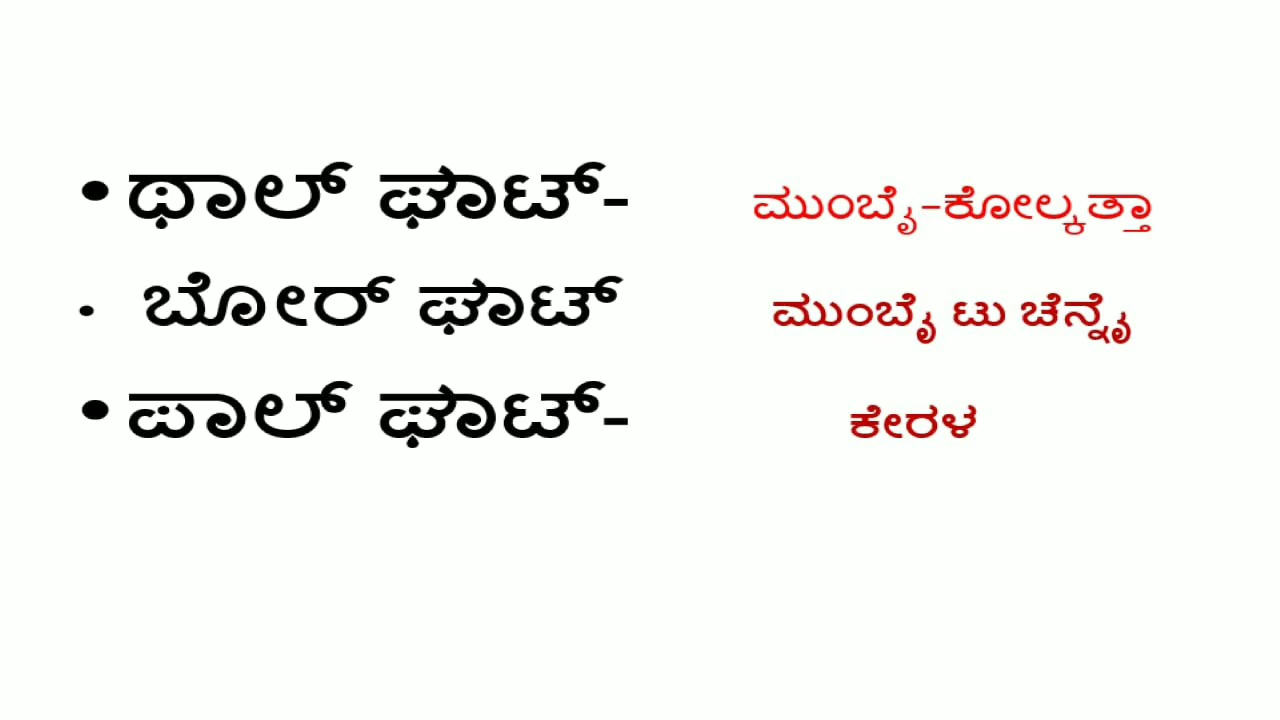 • ಥಾಲ್ ಘಾಟ್- ಮುಂಬೈ-ಕೋಲ್ಕತ್ತಾ
• ಬೋರ್ ಘಾಟ್ ಮುಂಬೈ ಟು ಚೆನ್ನೈ
• ಪಾಲ್ ಘಾಟ್- ಕೇರಳ